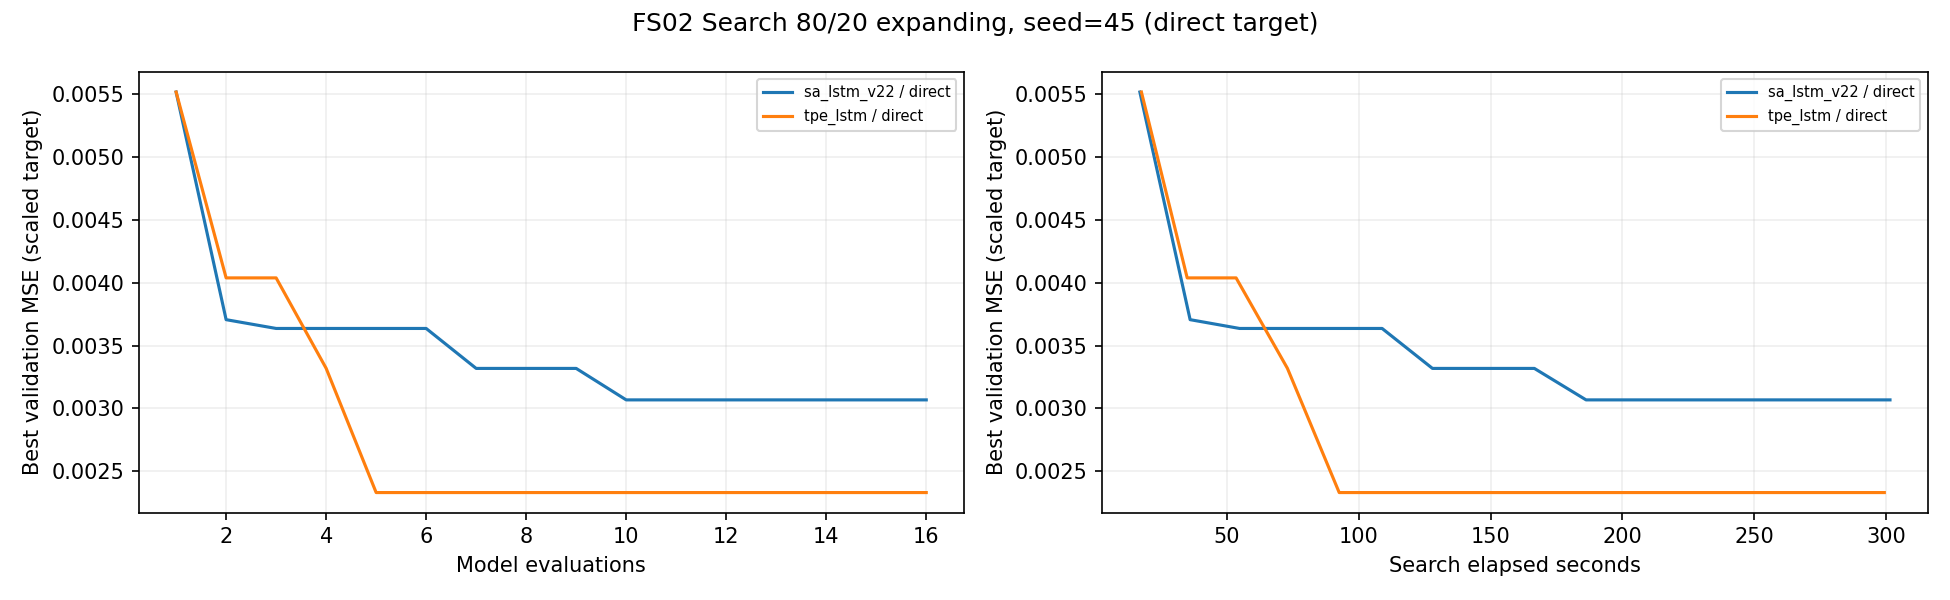 FS02 Search 80/20 expanding, seed=45 (direct target)
Best validation MSE (scaled target)
0.0055
0.0050
0.0045
0.0040
0.0035
0.0030
0.0025
sa_lstm_v22 / direct
tpe_lstm / direct
2 4 6 8 10 12 14 16
Model evaluations
Best validation MSE (scaled target)
0.0055
0.0050
0.0045
0.0040
0.0035
0.0030
0.0025
sa_lstm_v22 / direct
tpe_lstm / direct
50 100 150 200 250 300
Search elapsed seconds